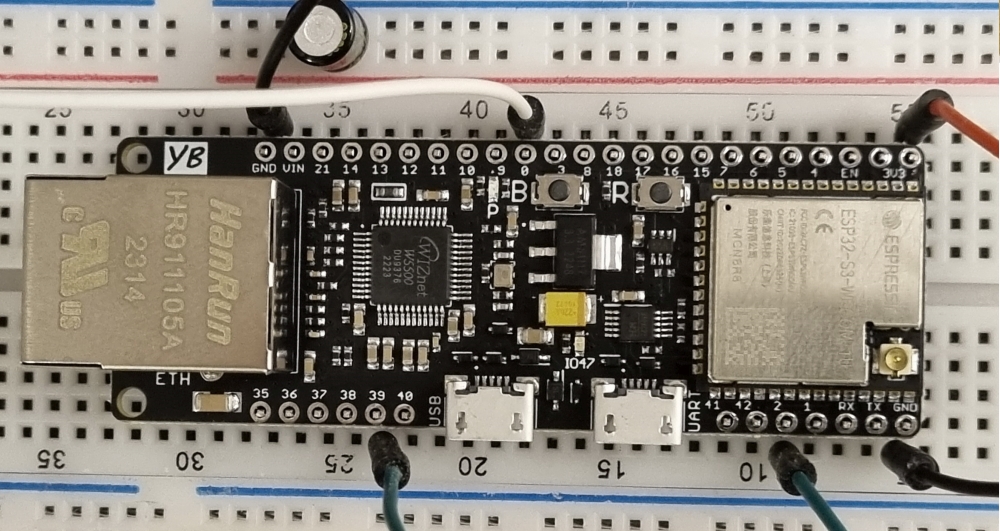 25 30 35 40 45 50
YB
GND VIN 21 14 13 12 11 10 .9 0 3 8 18 17 16 15 7 6 5 4 EN 3V3
P B R
HanRun
HR911105A
2314
c UL US
WIZnet
W5500
2223
ESPRESSIF
ESP32-S3-W
CE
IO47
ETH
35 36 37 38 39 40
USB
UART
41 42 2 1 RX TX GND
35 30 25 20 15 10